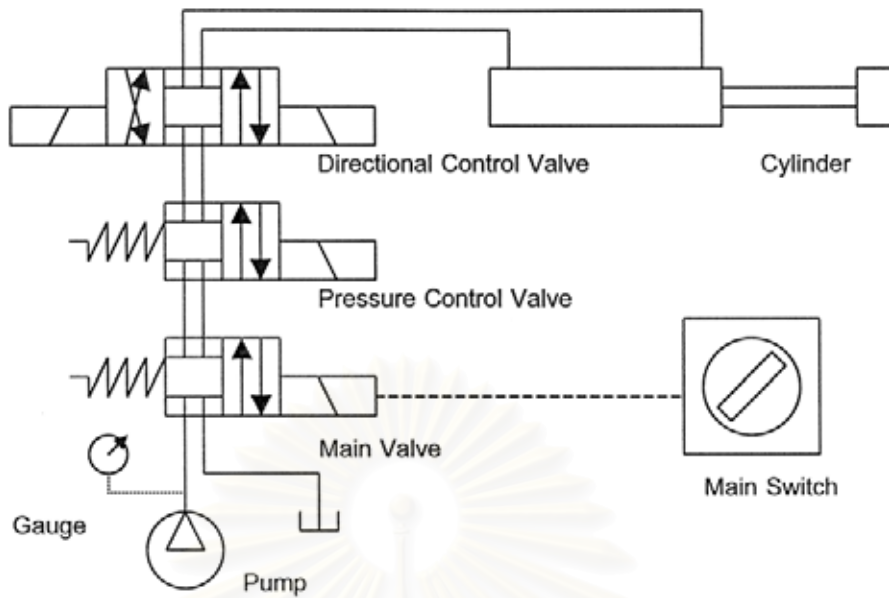 Directional Control Valve
Cylinder
Pressure Control Valve
Main Valve
Main Switch
Gauge
Pump